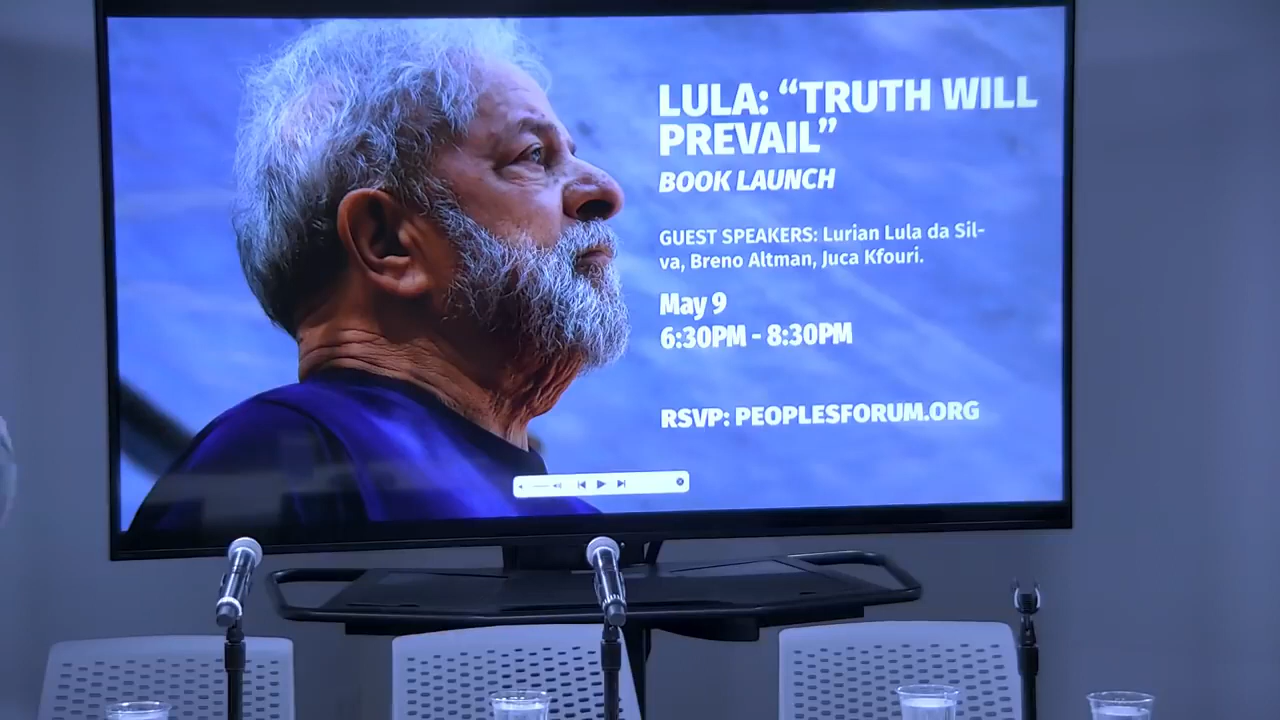 LULA: “TRUTH WILL
PREVAIL”
BOOK LAUNCH
GUEST SPEAKERS: Lurian Lula da Sil-
va, Breno Altman, Juca Kfouri.
May 9
6:30PM - 8:30PM
RSVP: PEOPLESFORUM.ORG